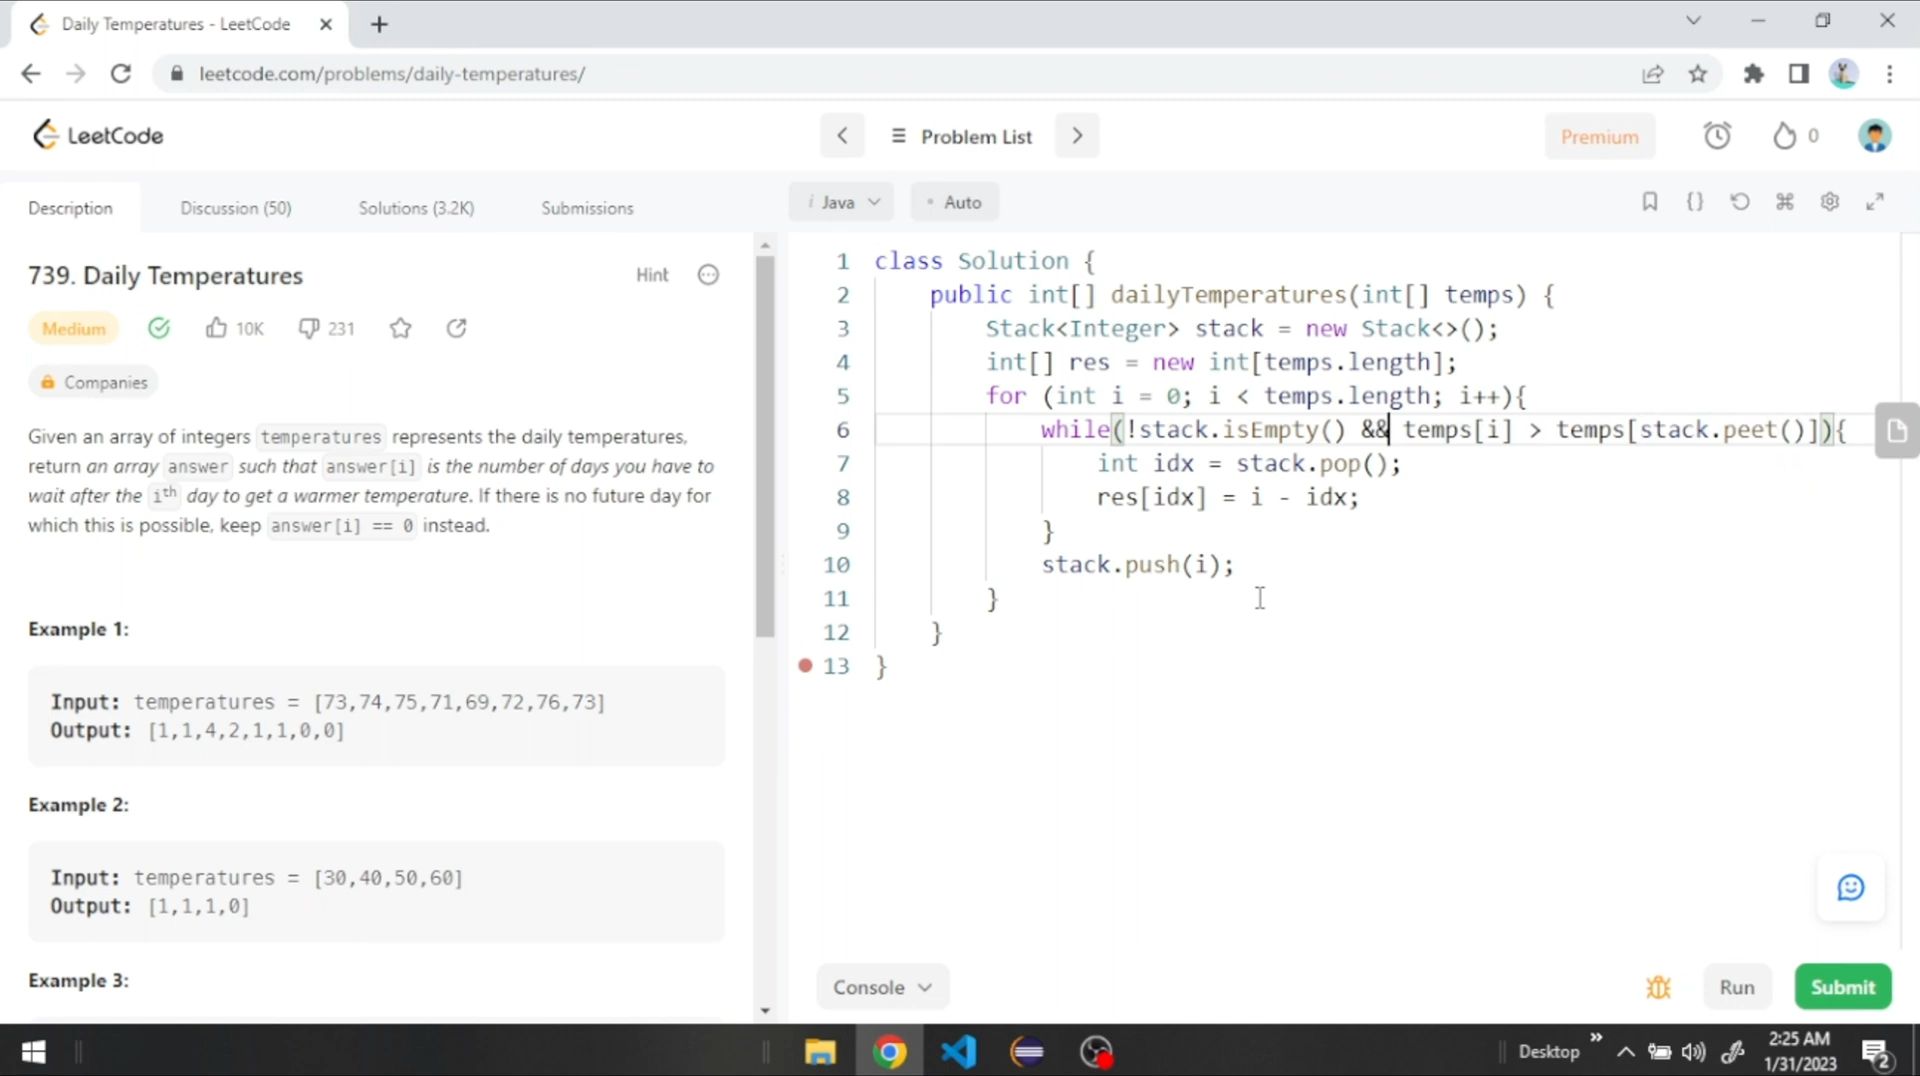 Daily Temperatures - LeetCode
leetcode.com/problems/daily-temperatures/
LeetCode
Problem List
Premium
0
Description
Discussion (50)
Solutions (3.2K)
Submissions
i Java
Auto
739. Daily Temperatures
Hint
Medium
10K
231
Companies
Given an array of integers temperatures represents the daily temperatures,
return an array answer such that answer[i] is the number of days you have to
wait after the ith day to get a warmer temperature. If there is no future day for
which this is possible, keep answer[i] == 0 instead.
Example 1:
Input: temperatures = [73,74,75,71,69,72,76,73]
Output: [1,1,4,2,1,1,0,0]
Example 2:
Input: temperatures = [30,40,50,60]
Output: [1,1,1,0]
Example 3:
1 class Solution {
2 public int[] dailyTemperatures(int[] temps) {
3 Stack<Integer> stack = new Stack<>();
4 int[] res = new int[temps.length];
5 for (int i = 0; i < temps.length; i++){
6 while(!stack.isEmpty() && temps[i] > temps[stack.peet()]){
7 int idx = stack.pop();
8 res[idx] = i - idx;
9 }
10 stack.push(i);
11 }
12 }
13 }
Console
Run
Submit
Desktop
2:25 AM
1/31/2023
2